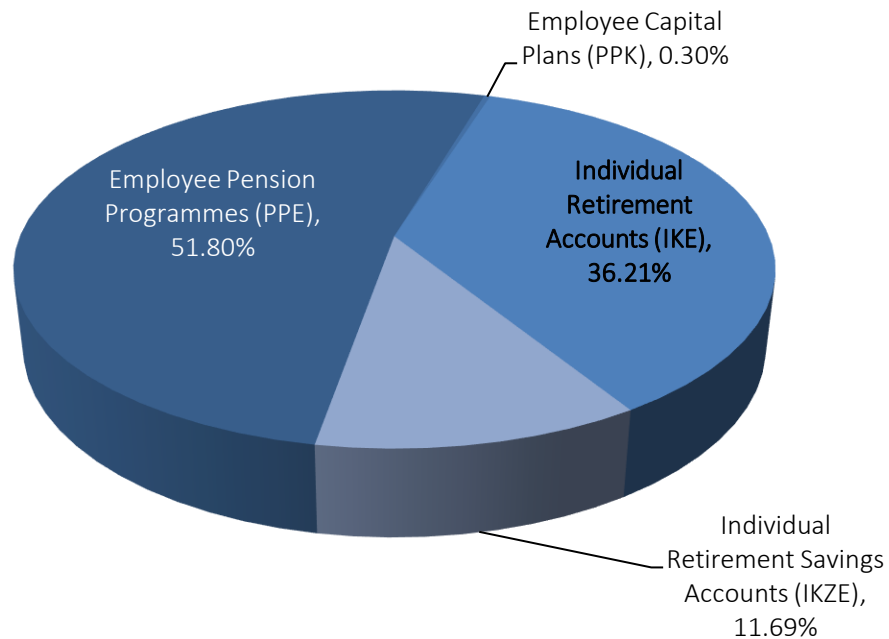 Employee Capital
Plans (PPK), 0.30%
Employee Pension
Programmes (PPE),
51.80%
Individual
Retirement
Accounts (IKE),
36.21%
Individual
Retirement Savings
Accounts (IKZE),
11.69%